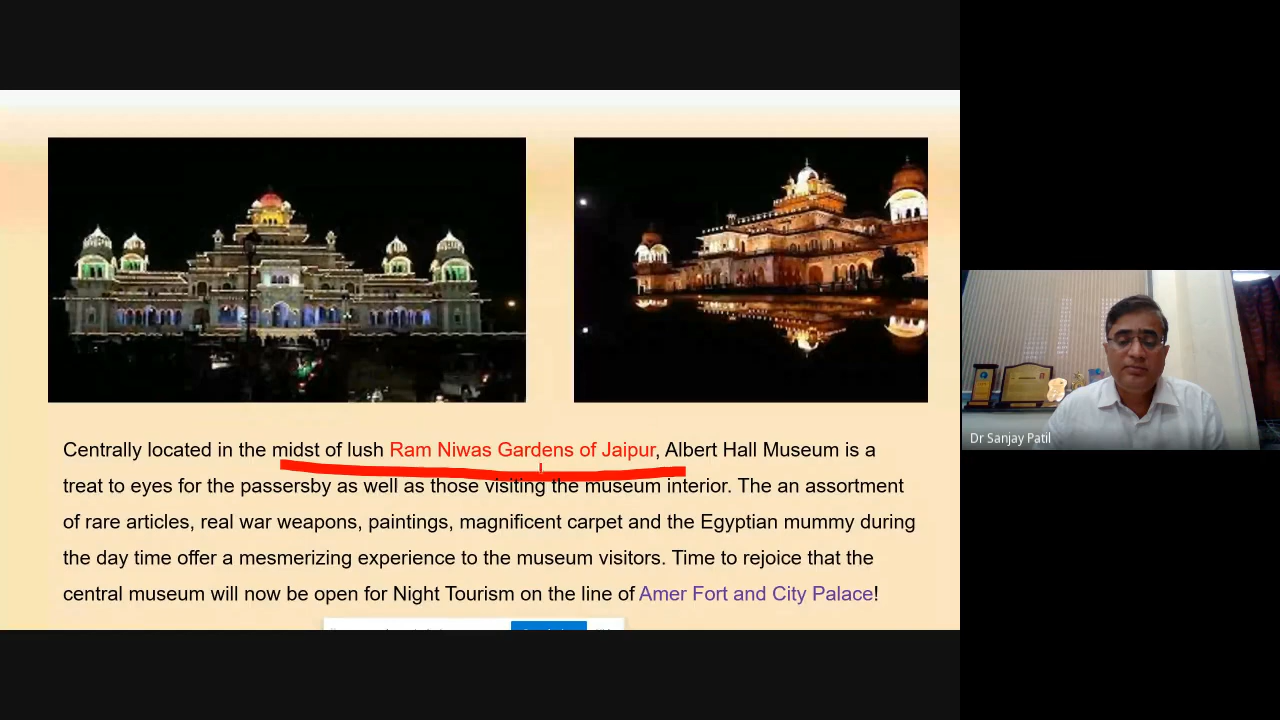 Centrally located in the midst of lush Ram Niwas Gardens of Jaipur, Albert Hall Museum is a
treat to eyes for the passersby as well as those visiting the museum interior. The an assortment
of rare articles, real war weapons, paintings, magnificent carpet and the Egyptian mummy during
the day time offer a mesmerizing experience to the museum visitors. Time to rejoice that the
central museum will now be open for Night Tourism on the line of Amer Fort and City Palace!
Dr Sanjay Patil